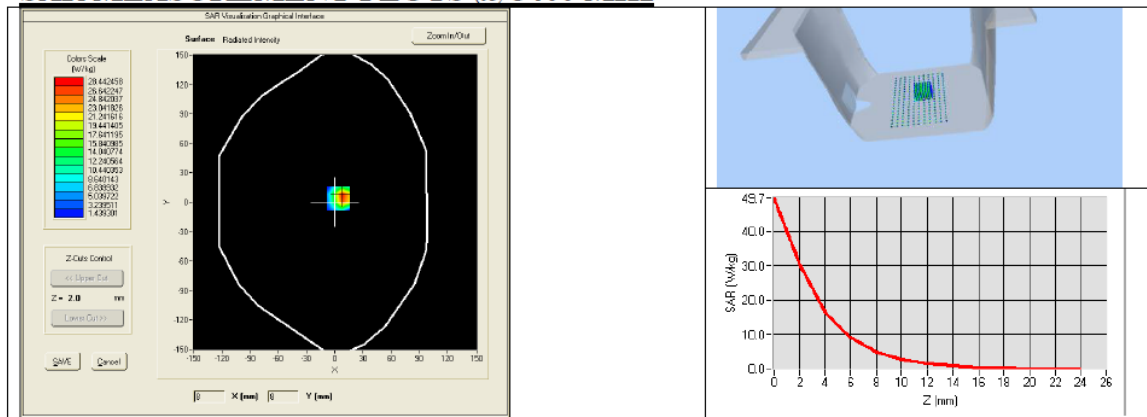 SAR Visualisation Graphical Interface
Surface Radiated Intensity
Zoom In/Out
Colors Scale
(W/kg)
28.442458
26.642247
24.842037
23.041826
21.241616
19.441405
17.641195
15.840985
14.040774
12.240564
10.440353
8.640143
6.839932
5.039722
3.239511
1.439301
Z-Cuts Control
<< Upper Cut
Z = 2.0 mm
Lower Cut >>
SAVE Cancel
150
120
90
60
30
0
-30
-60
-90
-120
-150
Y
-150 -120 -90 -60 -30 0 30 60 90 120 150
X
8 X (mm) 8 Y (mm)
49.7
40.0
30.0
20.0
10.0
0.0
SAR (W/kg)
0 2 4 6 8 10 12 14 16 18 20 22 24 26
Z (mm)